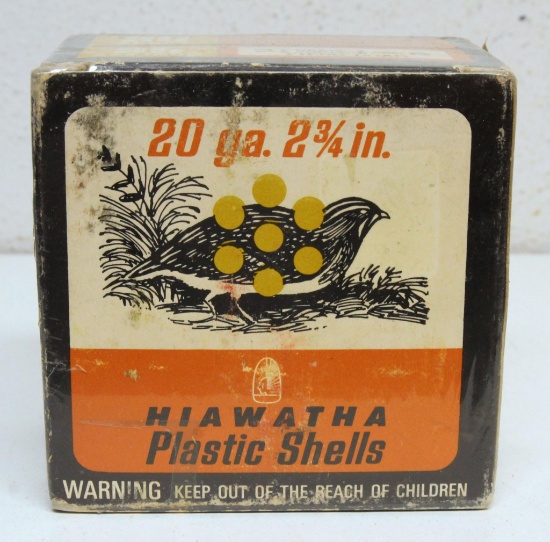 20 ga. 2¾ in.
HIAWATHA
Plastic Shells
WARNING KEEP OUT OF THE REACH OF CHILDREN